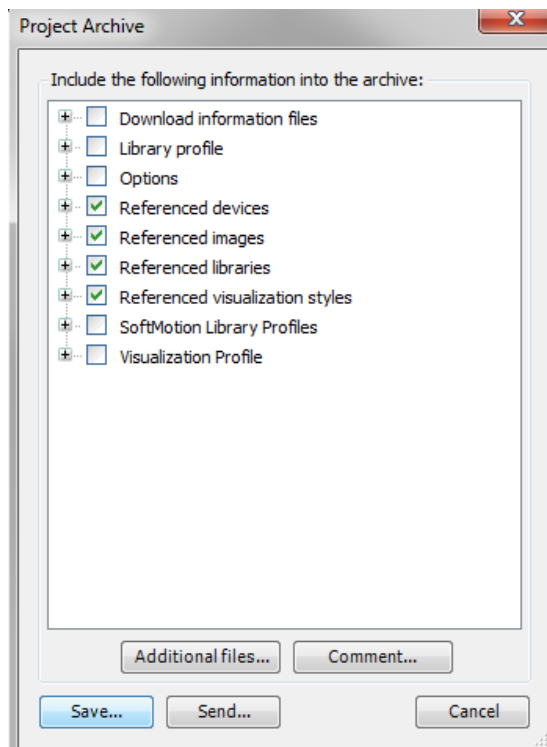 Project Archive
Include the following information into the archive:
Download information files
Library profile
Options
Referenced devices
Referenced images
Referenced libraries
Referenced visualization styles
SoftMotion Library Profiles
Visualization Profile
Additional files... Comment...
Save... Send... Cancel